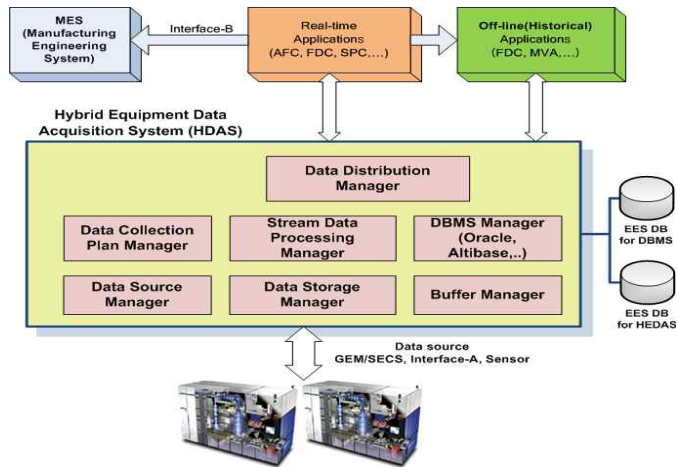 MES
(Manufacturing
Engineering
System)
Interface-B
Real-time
Applications
(AFC, FDC, SPC,...)
Off-line(Historical)
Applications
(FDC, MVA,...)
Hybrid Equipment Data
Acquisition System (HDAS)
Data Distribution
Manager
Data Collection
Plan Manager
Stream Data
Processing
Manager
DBMS Manager
(Oracle,
Altibase,..)
Data Source
Manager
Data Storage
Manager
Buffer Manager
EES DB
for DBMS
EES DB
for HEDAS
Data source
GEM/SECS, Interface-A, Sensor